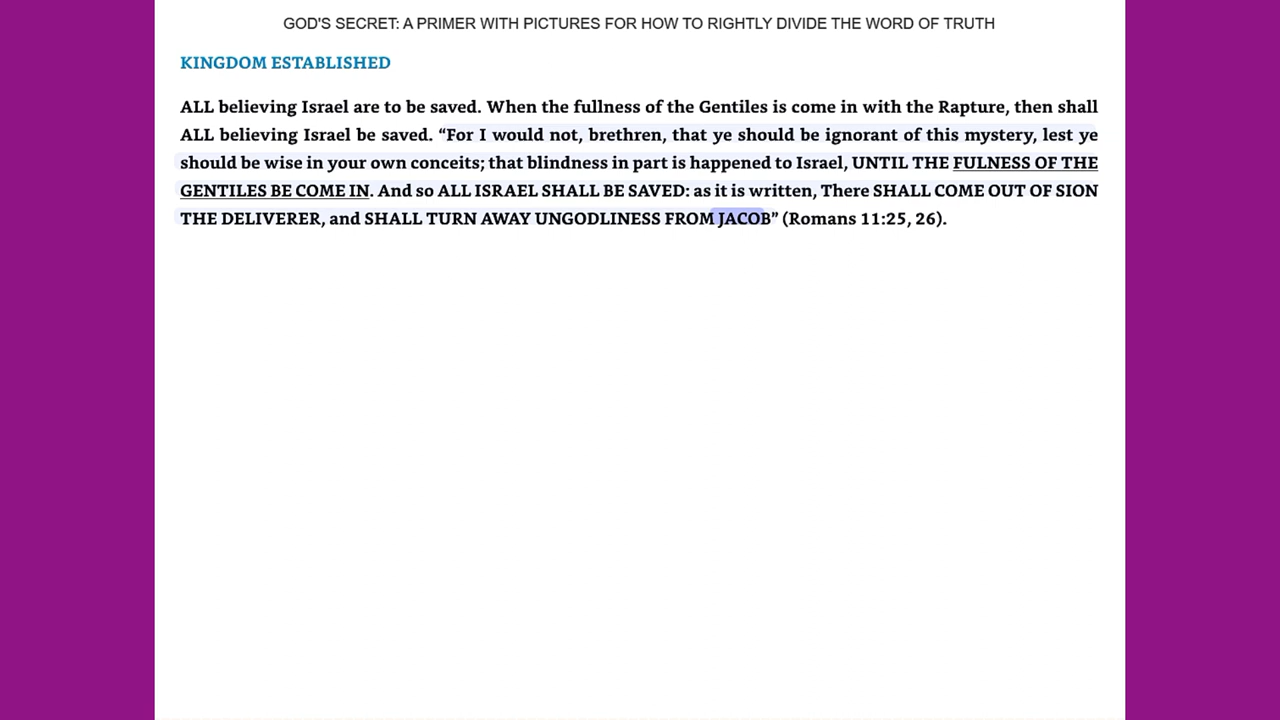 GOD'S SECRET: A PRIMER WITH PICTURES FOR HOW TO RIGHTLY DIVIDE THE WORD OF TRUTH
KINGDOM ESTABLISHED
ALL believing Israel are to be saved. When the fullness of the Gentiles is come in with the Rapture, then shall
ALL believing Israel be saved. “For I would not, brethren, that ye should be ignorant of this mystery, lest ye
should be wise in your own conceits; that blindness in part is happened to Israel, UNTIL THE FULNESS OF THE
GENTILES BE COME IN. And so ALL ISRAEL SHALL BE SAVED: as it is written, There SHALL COME OUT OF SION
THE DELIVERER, and SHALL TURN AWAY UNGODLINESS FROM JACOB” (Romans 11:25, 26).